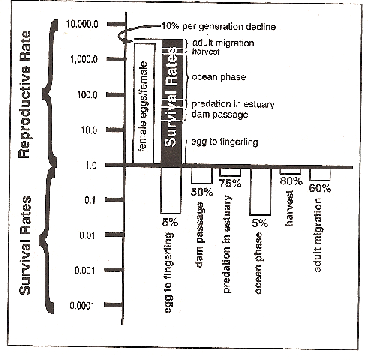 10% per generation decline
10,000.0
1,000.0
100.0
10.0
1.0
0.1
0.01
0.001
0.0001
Reproductive Rate
Survival Rates
female eggs/female
Survival Rates
adult migration
harvest
ocean phase
predation in estuary
dam passage
egg to fingerling
6%
50%
75%
5%
80%
60%
egg to fingerling
dam passage
predation in estuary
ocean phase
harvest
adult migration